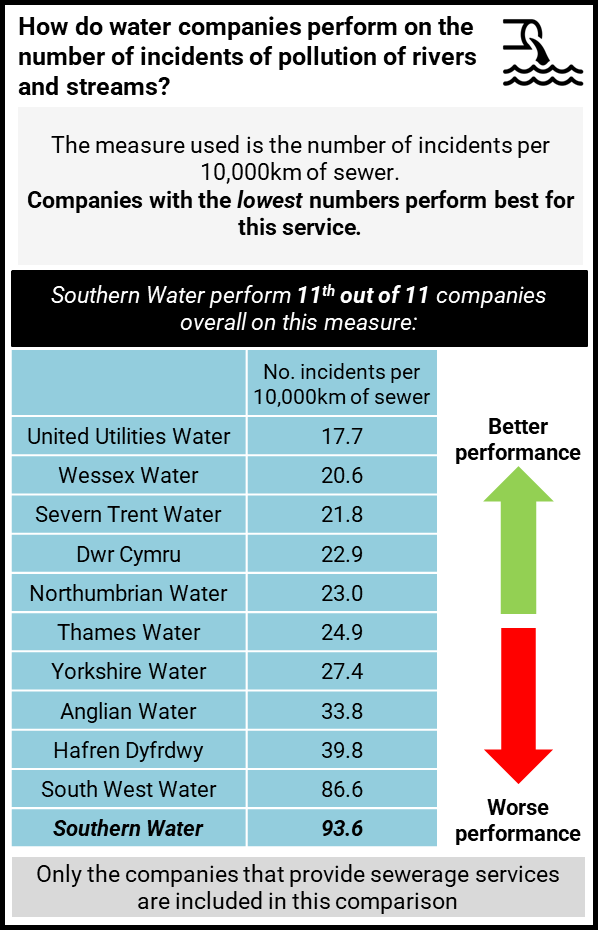 How do water companies perform on the
number of incidents of pollution of rivers
and streams?
The measure used is the number of incidents per
10,000km of sewer.
Companies with the lowest numbers perform best for
this service.
Southern Water perform 11th out of 11 companies
overall on this measure:
No. incidents per
10,000km of sewer
United Utilities Water 17.7
Wessex Water 20.6
Severn Trent Water 21.8
Dwr Cymru 22.9
Northumbrian Water 23.0
Thames Water 24.9
Yorkshire Water 27.4
Anglian Water 33.8
Hafren Dyfrdwy 39.8
South West Water 86.6
Southern Water 93.6
Better
performance
Worse
performance
Only the companies that provide sewerage services
are included in this comparison